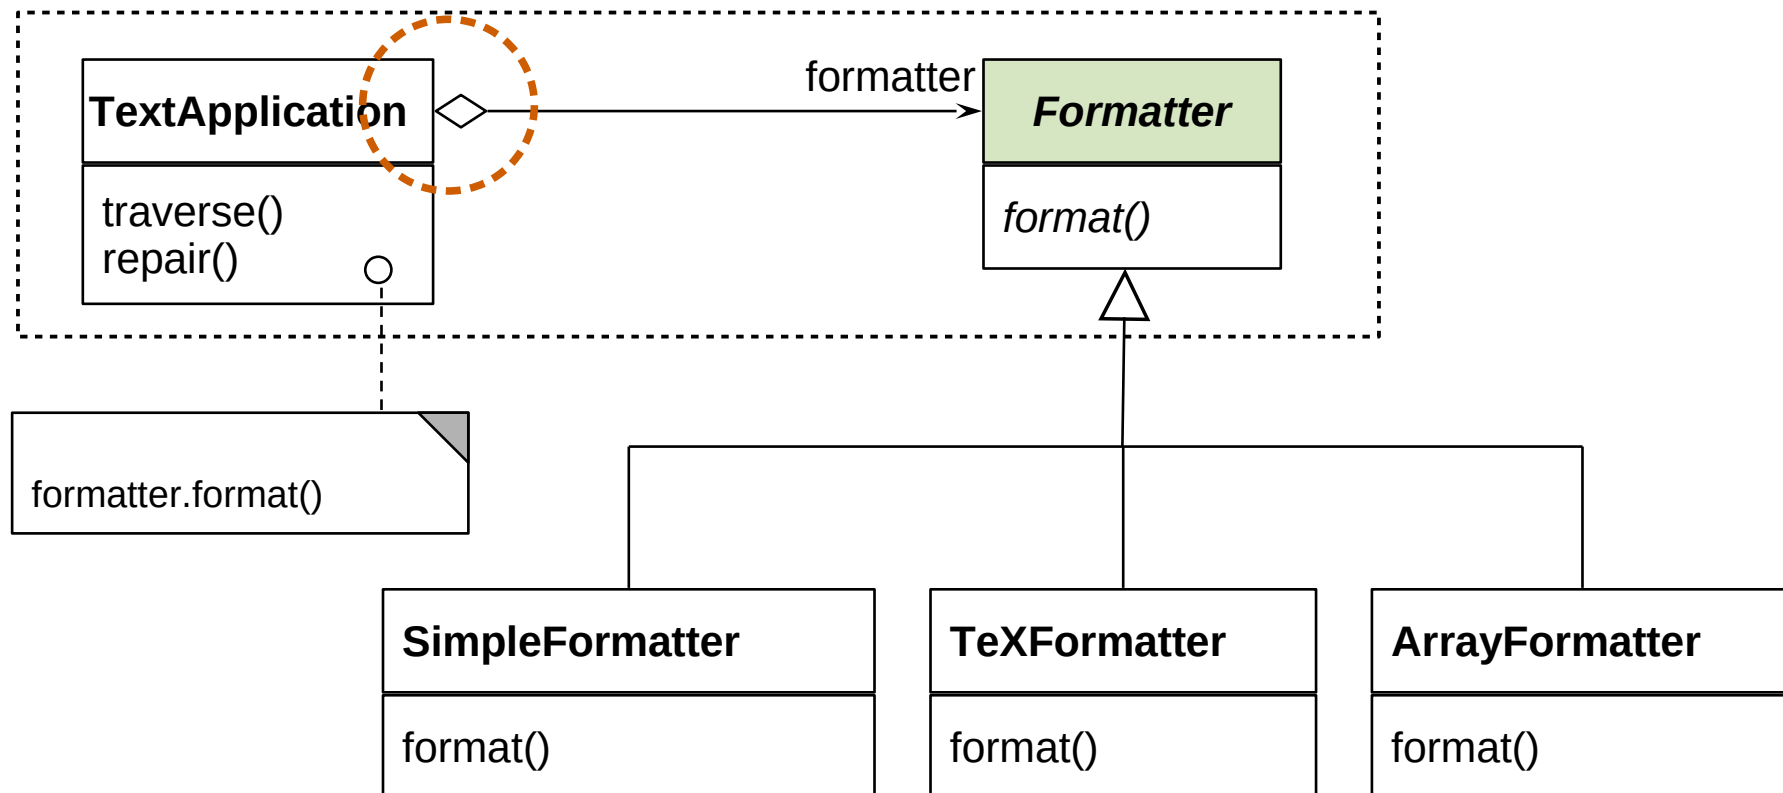 formatter
TextApplication
Formatter
traverse()
repair()
format()
formatter.format()
SimpleFormatter
TeXFormatter
ArrayFormatter
format()
format()
format()